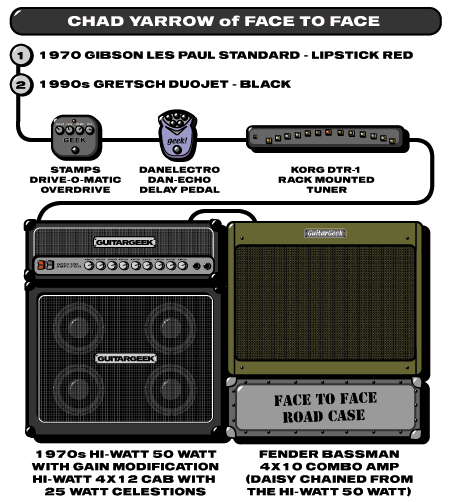 CHAD YARROW of FACE TO FACE
1 1970 GIBSON LES PAUL STANDARD - LIPSTICK RED
2 1990s GRETSCH DUOJET - BLACK
GEEK
geek!
STAMPS
DRIVE-O-MATIC
OVERDRIVE
DANELECTRO
DAN-ECHO
DELAY PEDAL
KORG DTR-1
RACK MOUNTED
TUNER
GUITARGEEK
GuitarGeek
GUITARGEEK
FACE TO FACE
ROAD CASE
1970s HI-WATT 50 WATT
WITH GAIN MODIFICATION
HI-WATT 4X12 CAB WITH
25 WATT CELESTIONS
FENDER BASSMAN
4X10 COMBO AMP
(DAISY CHAINED FROM
THE HI-WATT 50 WATT)